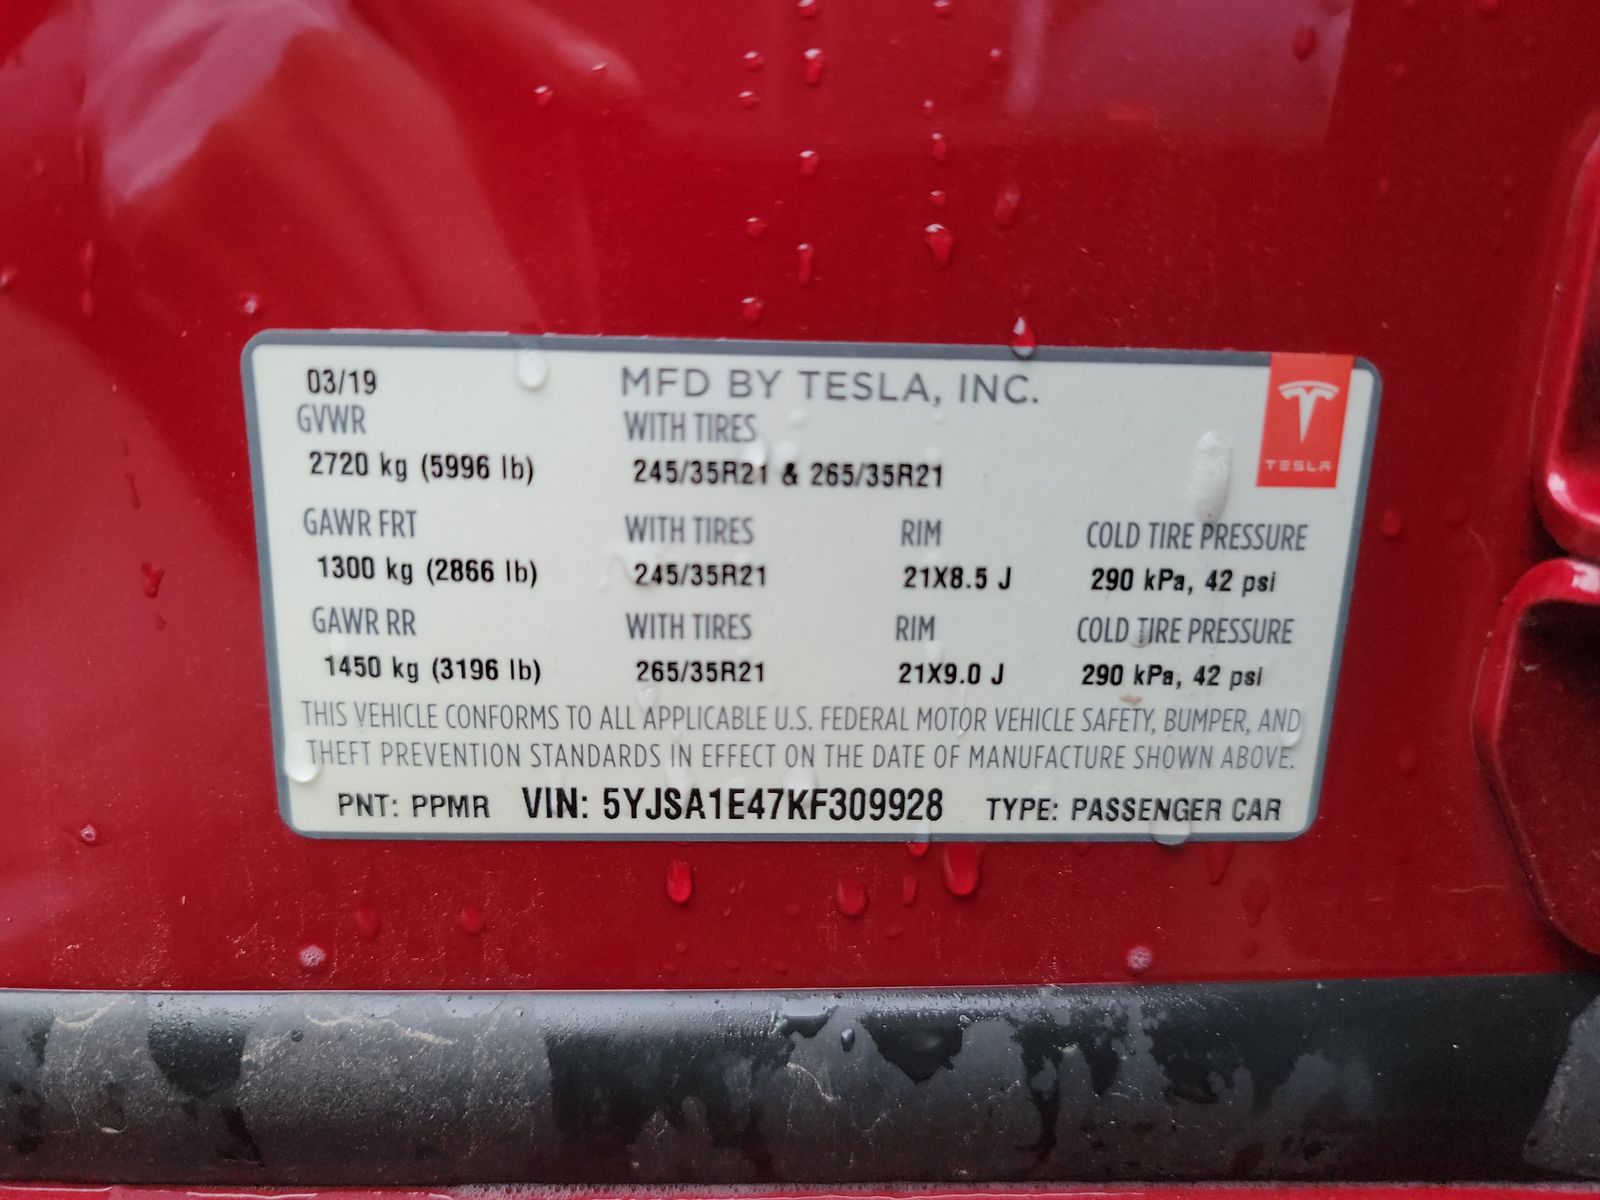 03/19 MFD BY TESLA, INC.
TESLA
GVWR WITH TIRES
2720 kg (5996 lb) 245/35R21 & 265/35R21
GAWR FRT WITH TIRES RIM COLD TIRE PRESSURE
1300 kg (2866 lb) 245/35R21 21X8.5 J 290 kPa, 42 psi
GAWR RR WITH TIRES RIM COLD TIRE PRESSURE
1450 kg (3196 lb) 265/35R21 21X9.0 J 290 kPa, 42 psi
THIS VEHICLE CONFORMS TO ALL APPLICABLE U.S. FEDERAL MOTOR VEHICLE SAFETY, BUMPER, AND
THEFT PREVENTION STANDARDS IN EFFECT ON THE DATE OF MANUFACTURE SHOWN ABOVE.
PNT: PPMR VIN: 5YJSA1E47KF309928 TYPE: PASSENGER CAR